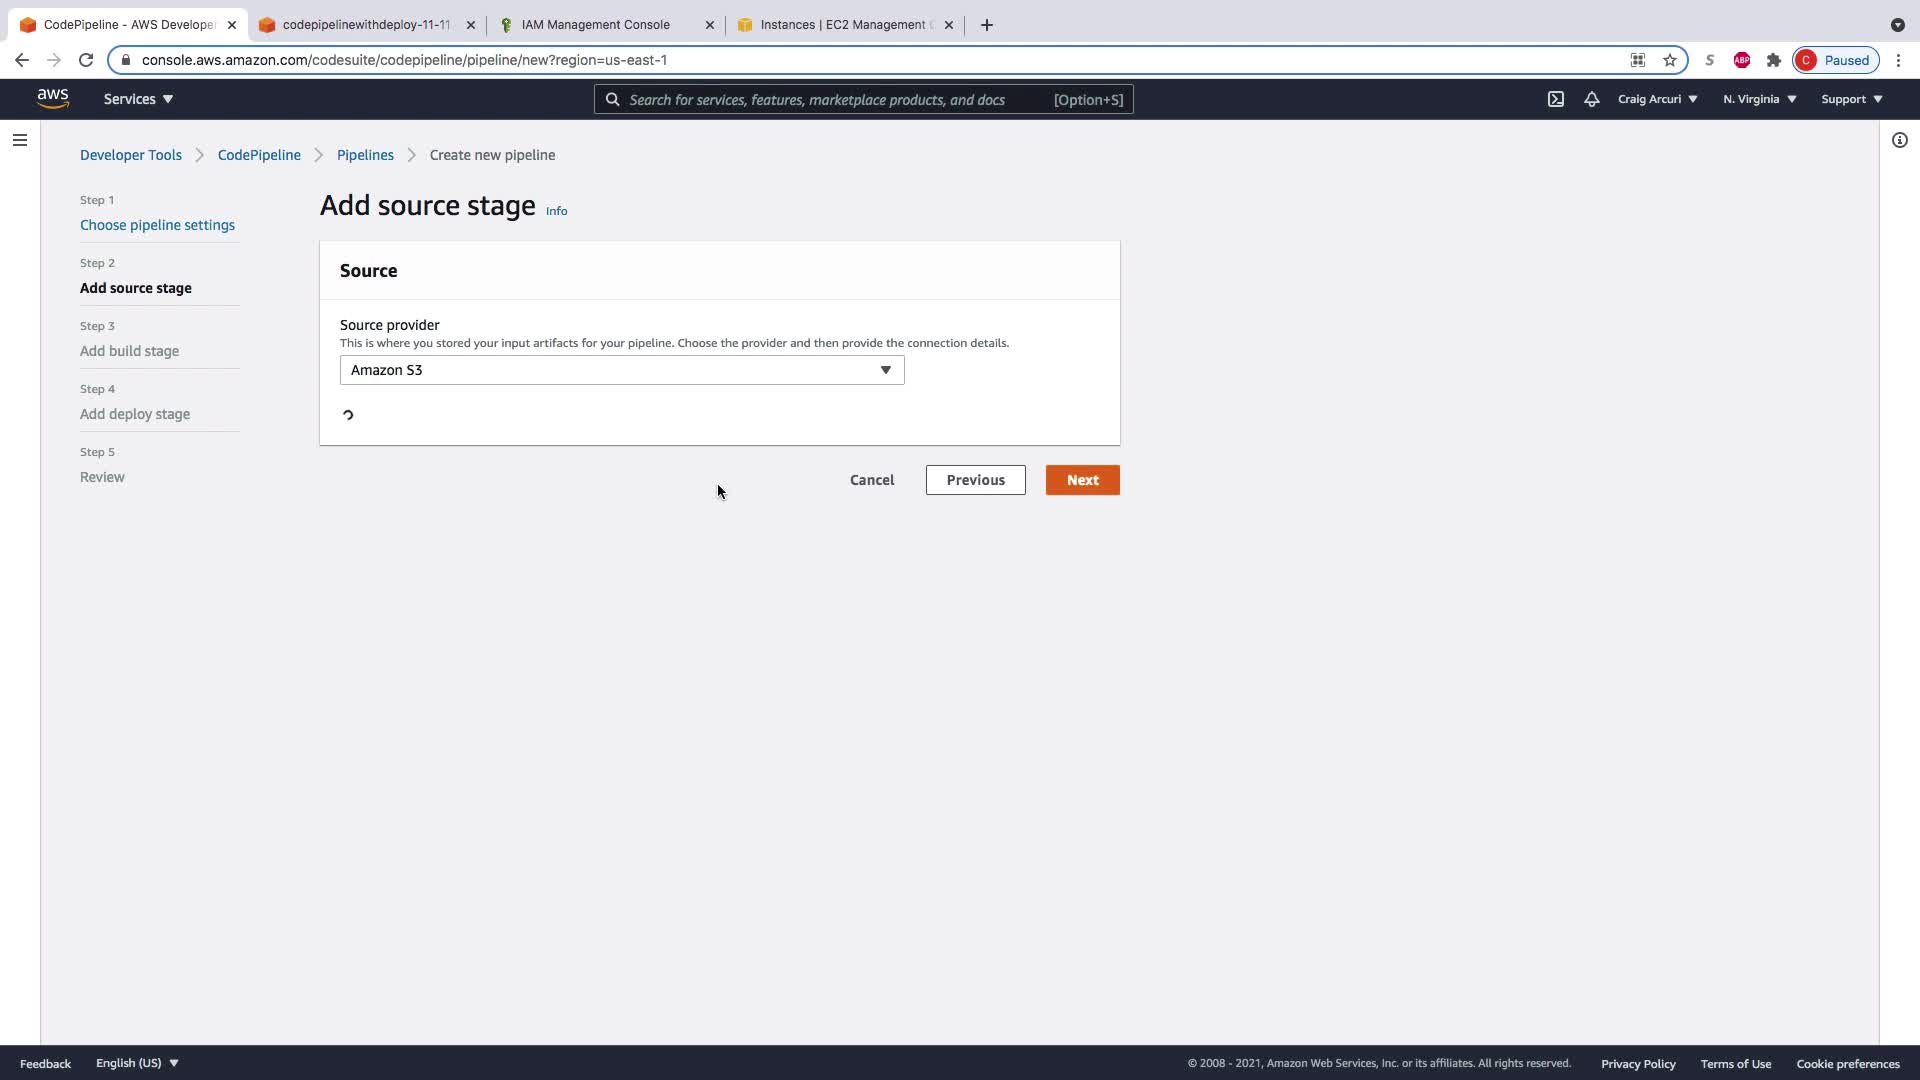 CodePipeline - AWS Developer
codepipelinewithdeploy-11-11
IAM Management Console
Instances | EC2 Management C
console.aws.amazon.com/codesuite/codepipeline/pipeline/new?region=us-east-1
S
ABP
C
Paused
aws
Services
Search for services, features, marketplace products, and docs
[Option+S]
Craig Arcuri
N. Virginia
Support
Developer Tools
CodePipeline
Pipelines
Create new pipeline
Step 1
Choose pipeline settings
Step 2
Add source stage
Step 3
Add build stage
Step 4
Add deploy stage
Step 5
Review
Add source stage
Info
Source
Source provider
This is where you stored your input artifacts for your pipeline. Choose the provider and then provide the connection details.
Amazon S3
Cancel
Previous
Next
Feedback
English (US)
© 2008 - 2021, Amazon Web Services, Inc. or its affiliates. All rights reserved.
Privacy Policy
Terms of Use
Cookie preferences